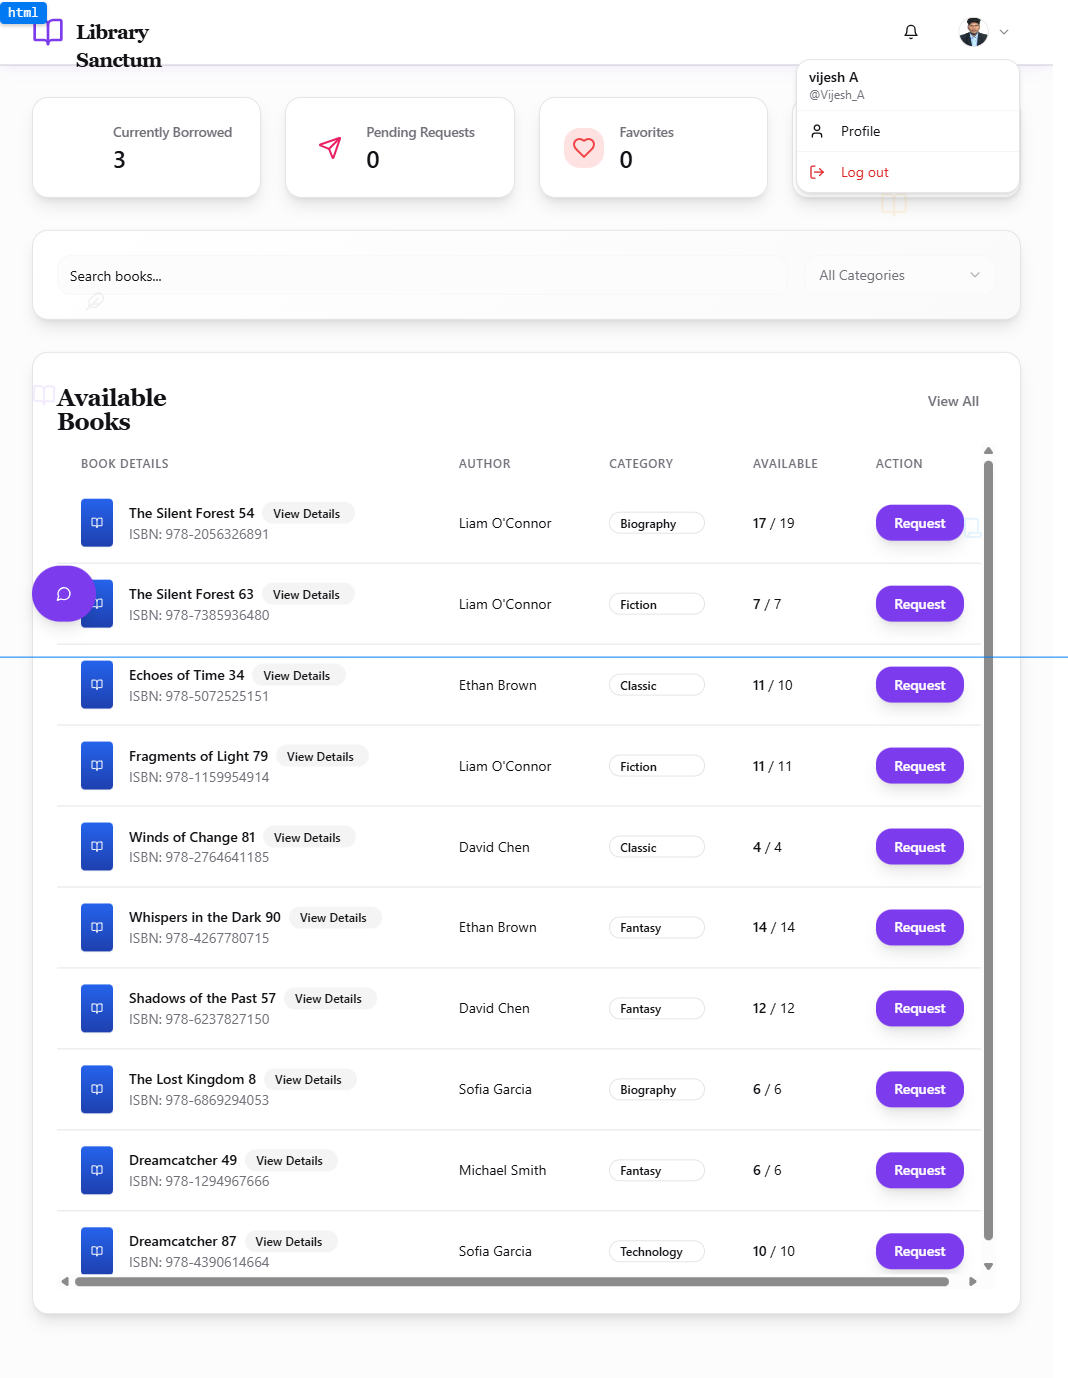 html
Library
Sanctum
vijesh A
@Vijesh_A
Profile
Log out
Currently Borrowed
3
Pending Requests
0
Favorites
0
Search books...
All Categories
Available
Books
View All
BOOK DETAILS AUTHOR CATEGORY AVAILABLE ACTION
The Silent Forest 54 View Details
ISBN: 978-2056326891
Liam O'Connor Biography 17 / 19 Request
The Silent Forest 63 View Details
ISBN: 978-7385936480
Liam O'Connor Fiction 7 / 7 Request
Echoes of Time 34 View Details
ISBN: 978-5072525151
Ethan Brown Classic 11 / 10 Request
Fragments of Light 79 View Details
ISBN: 978-1159954914
Liam O'Connor Fiction 11 / 11 Request
Winds of Change 81 View Details
ISBN: 978-2764641185
David Chen Classic 4 / 4 Request
Whispers in the Dark 90 View Details
ISBN: 978-4267780715
Ethan Brown Fantasy 14 / 14 Request
Shadows of the Past 57 View Details
ISBN: 978-6237827150
David Chen Fantasy 12 / 12 Request
The Lost Kingdom 8 View Details
ISBN: 978-6869294053
Sofia Garcia Biography 6 / 6 Request
Dreamcatcher 49 View Details
ISBN: 978-1294967666
Michael Smith Fantasy 6 / 6 Request
Dreamcatcher 87 View Details
ISBN: 978-4390614664
Sofia Garcia Technology 10 / 10 Request